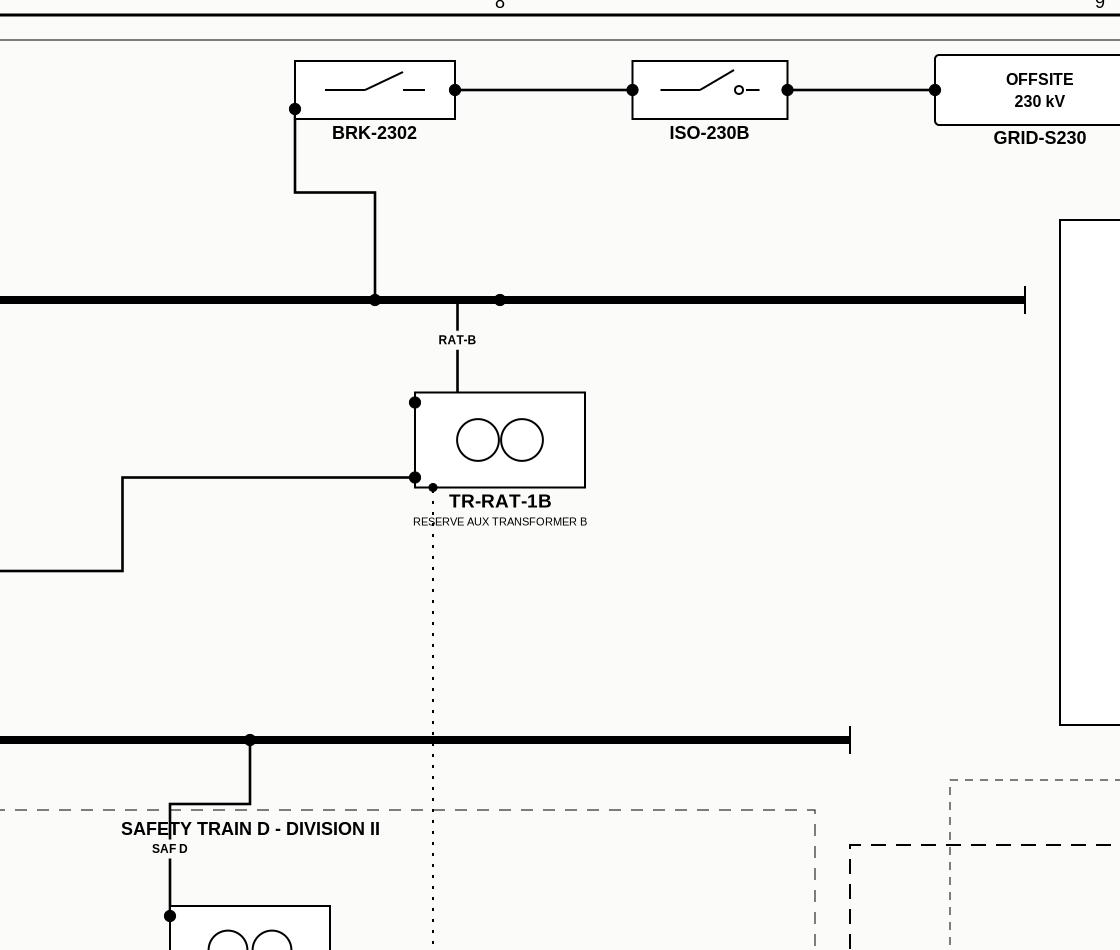 8
9
BRK-2302
ISO-230B
OFFSITE
230 kV
GRID-S230
RAT-B
TR-RAT-1B
RESERVE AUX TRANSFORMER B
SAFETY TRAIN D - DIVISION II
SAF D